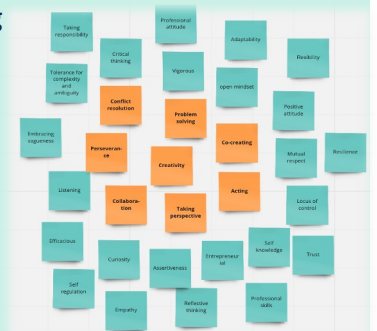 Taking
responsibility
Professional
attitude
Adaptability
Critical
thinking
Flexibility
Tolerance for
complexity
and
ambiguity
Vigorous
open mindset
Conflict
resolution
Problem
solving
Positive
attitude
Embracing
vagueness
Perseveran-
ce
Co-creating
Mutual
respect
Resilience
Creativity
Listening
Collabora-
tion
Taking
perspective
Acting
Locus of
control
Efficacious
Curiosity
Assertiveness
Entrepreneur
ial
Self
knowledge
Trust
Self
regulation
Empathy
Reflective
thinking
Professional
skills